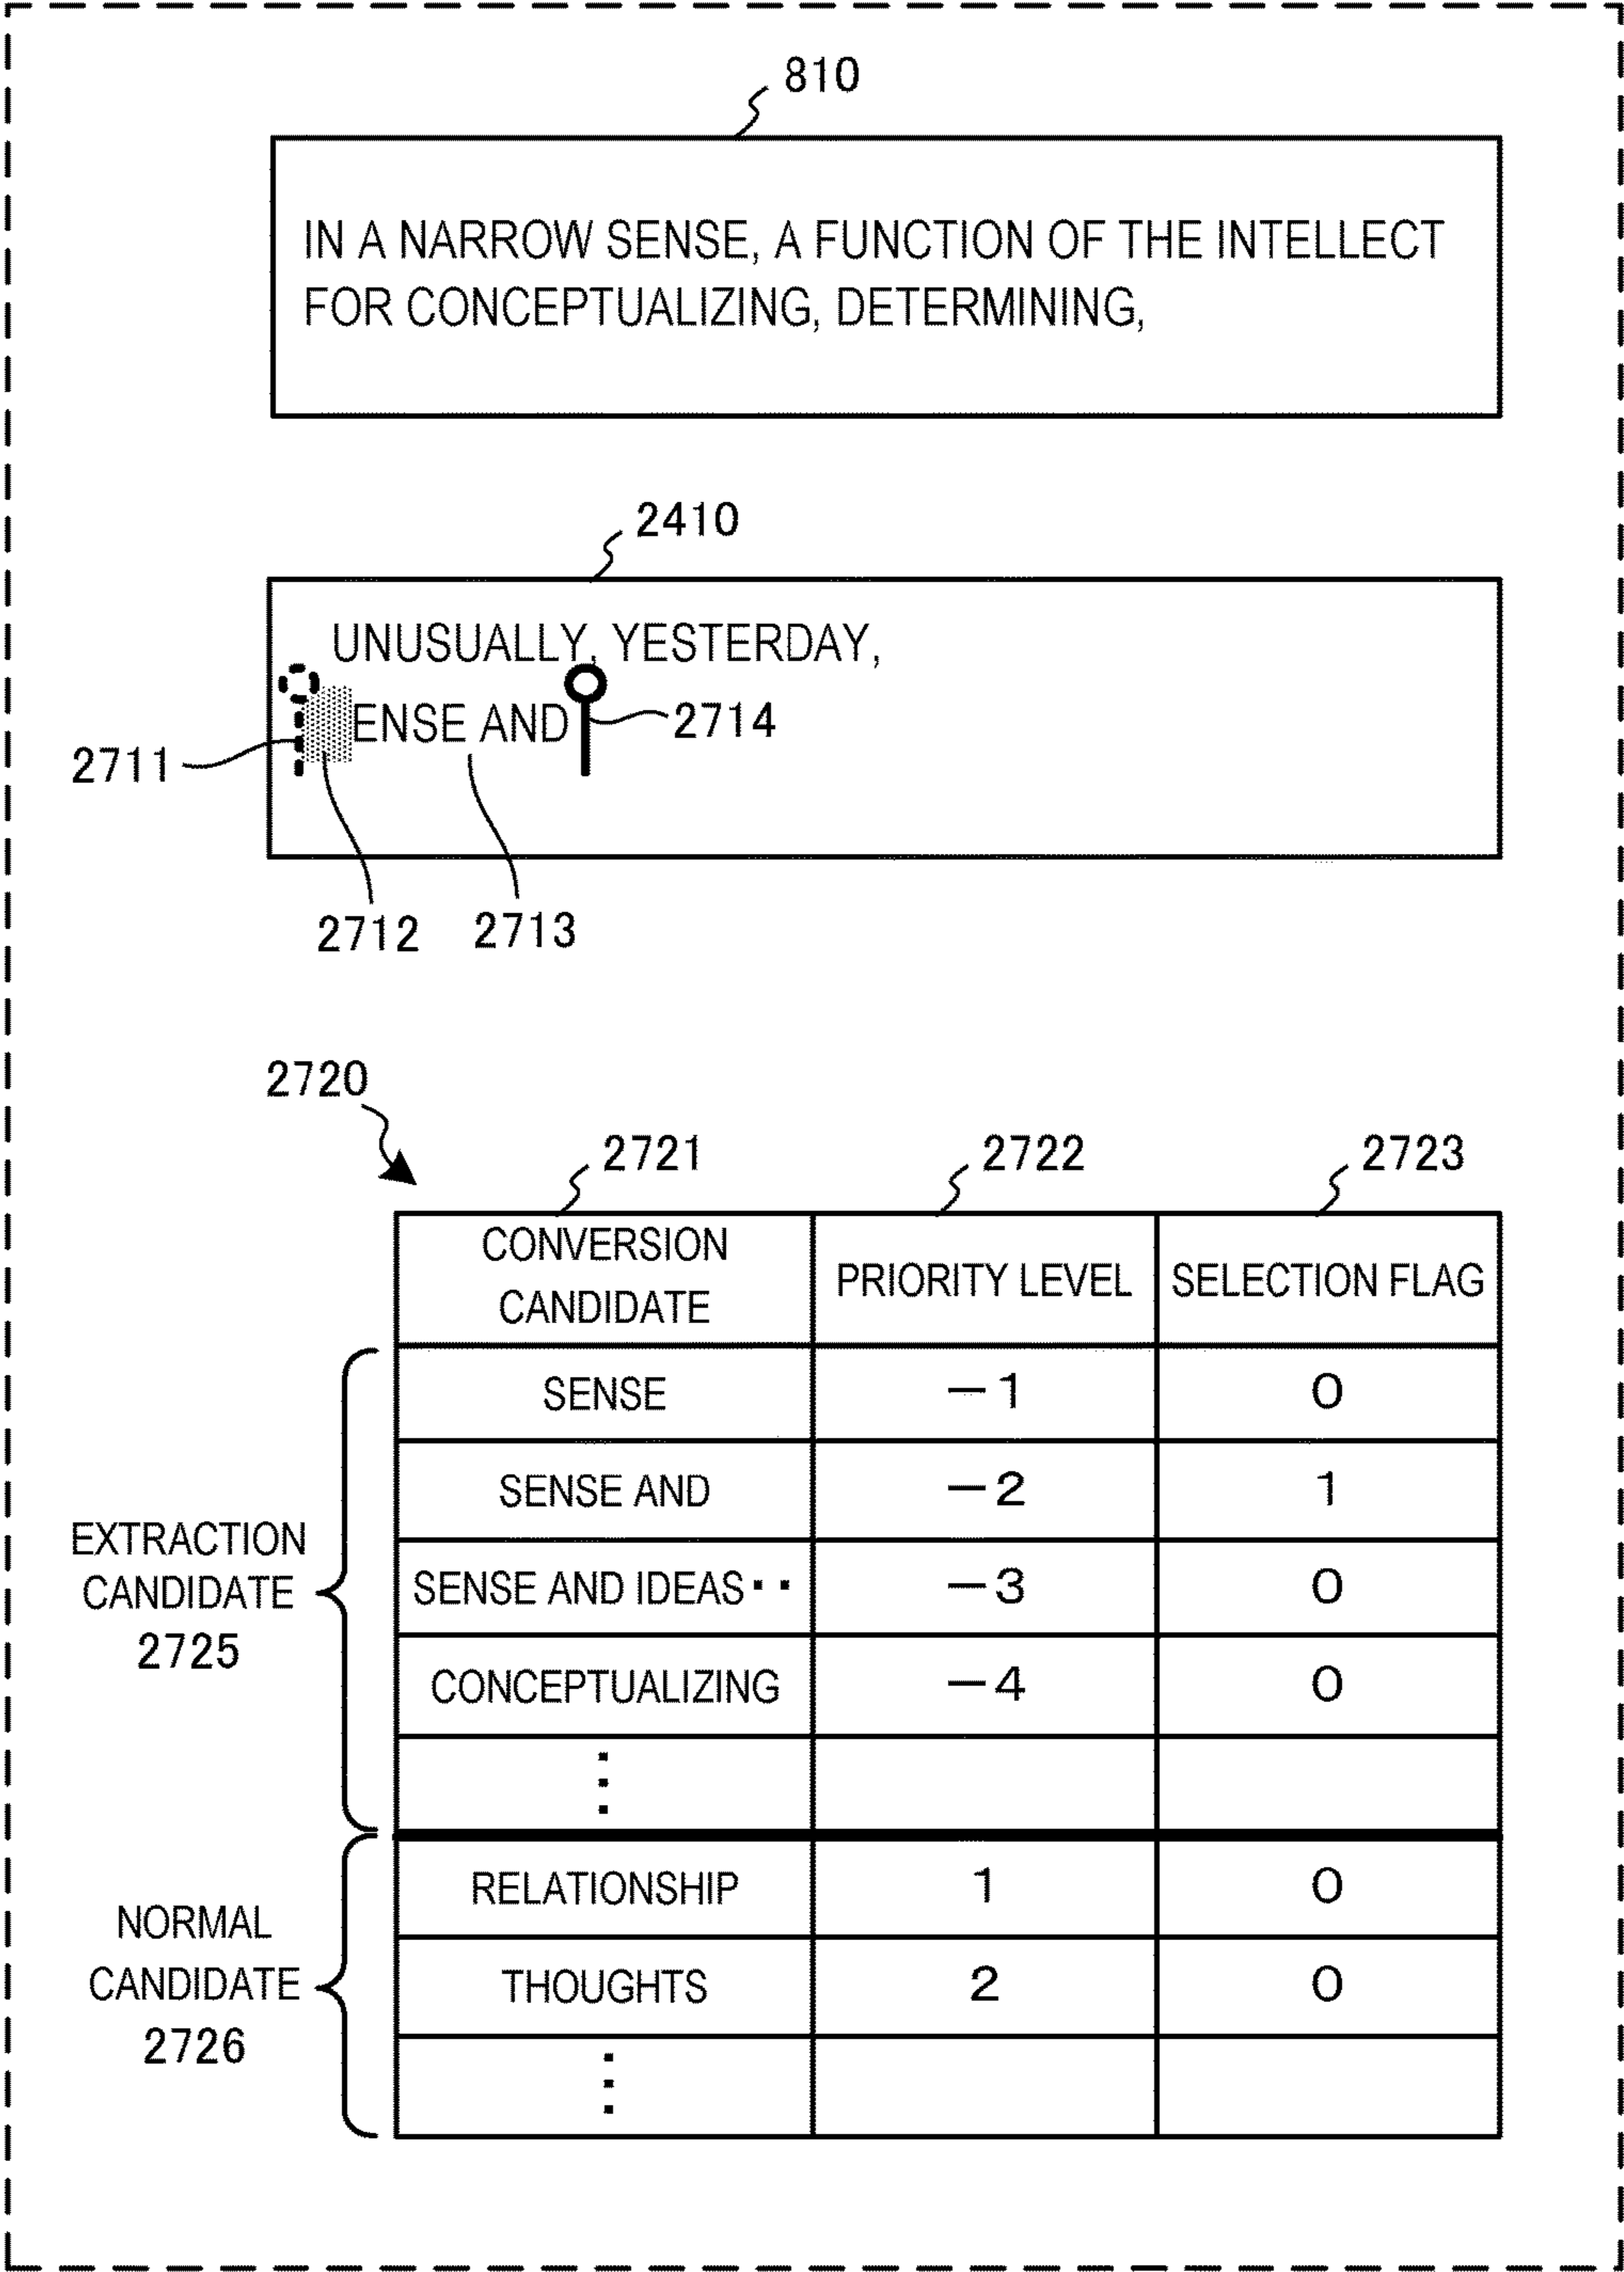 810
IN A NARROW SENSE, A FUNCTION OF THE INTELLECT
FOR CONCEPTUALIZING, DETERMINING,
2410
UNUSUALLY, YESTERDAY,
ENSE AND
2714
2711
2712
2713
2720
2721
2722
2723
CONVERSION
CANDIDATE
PRIORITY LEVEL
SELECTION FLAG
SENSE
−1
0
SENSE AND
−2
1
SENSE AND IDEAS··
−3
0
CONCEPTUALIZING
−4
0
EXTRACTION
CANDIDATE
2725
RELATIONSHIP
1
0
THOUGHTS
2
0
NORMAL
CANDIDATE
2726